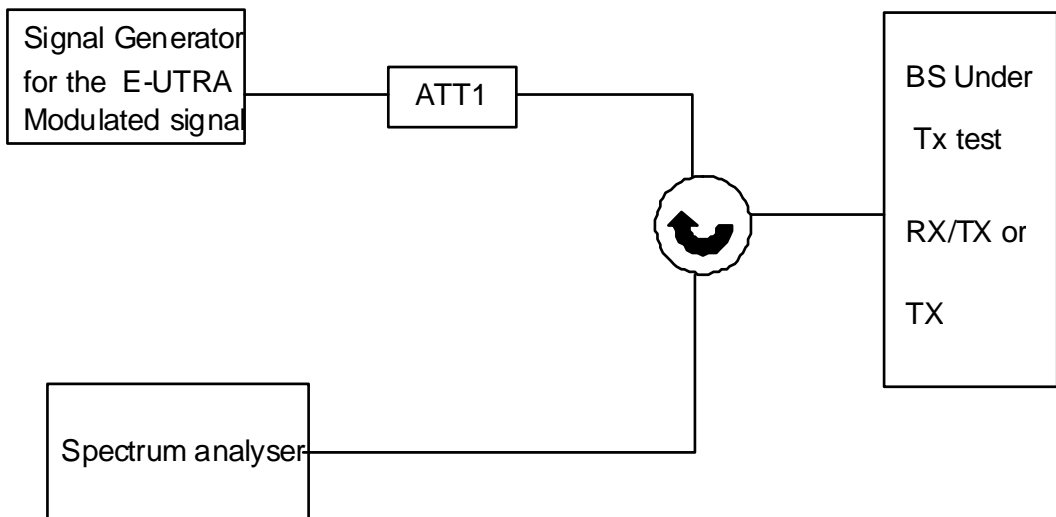 Signal Generator
for the E-UTRA
Modulated signal
ATT1
BS Under
Tx test
RX/TX or
TX
Spectrum analyser